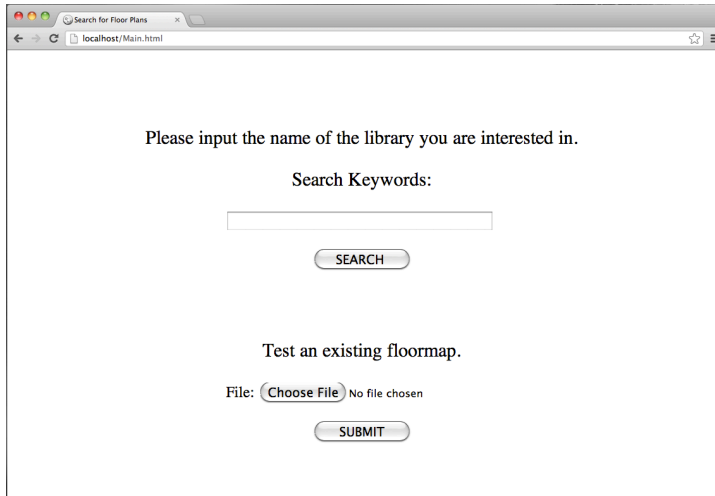 Search for Floor Plans
localhost/Main.html
Please input the name of the library you are interested in.
Search Keywords:
SEARCH
Test an existing floormap.
File: Choose File No file chosen
SUBMIT